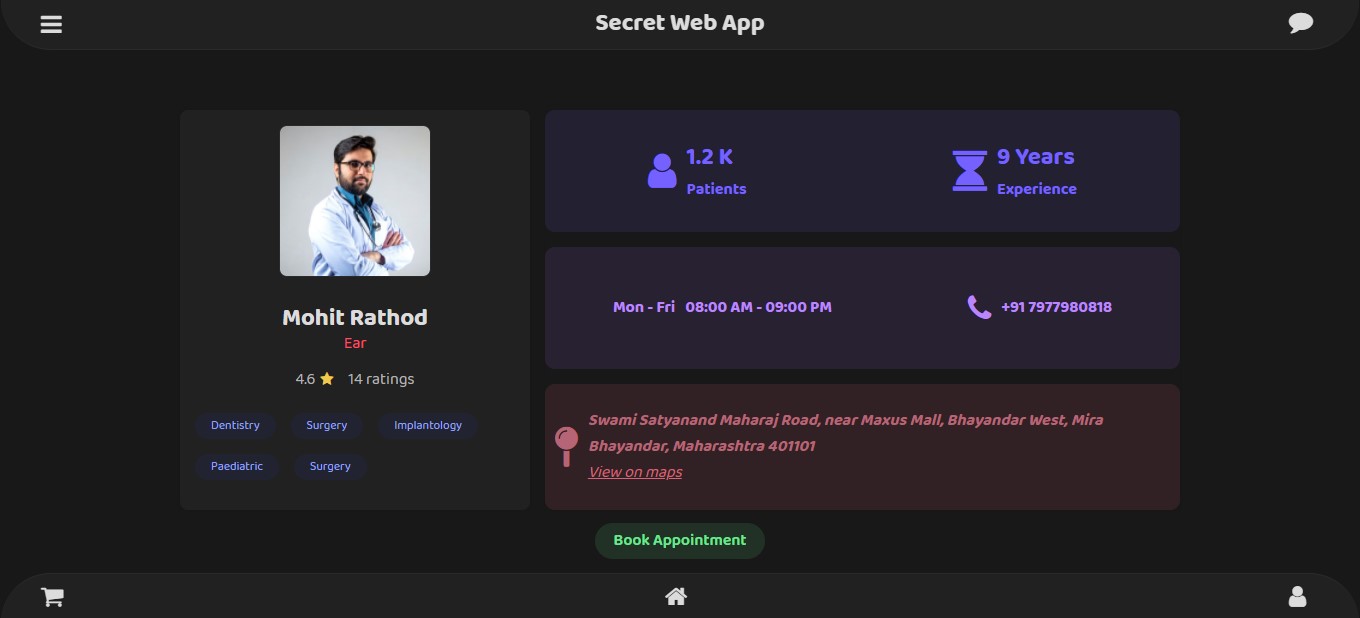 Secret Web App
Mohit Rathod
Ear
4.6 14 ratings
Dentistry Surgery Implantology
Paediatric Surgery
1.2 K
Patients
9 Years
Experience
Mon - Fri 08:00 AM - 09:00 PM
+91 7977980818
Swami Satyanand Maharaj Road, near Maxus Mall, Bhayandar West, Mira
Bhayandar, Maharashtra 401101
View on maps
Book Appointment